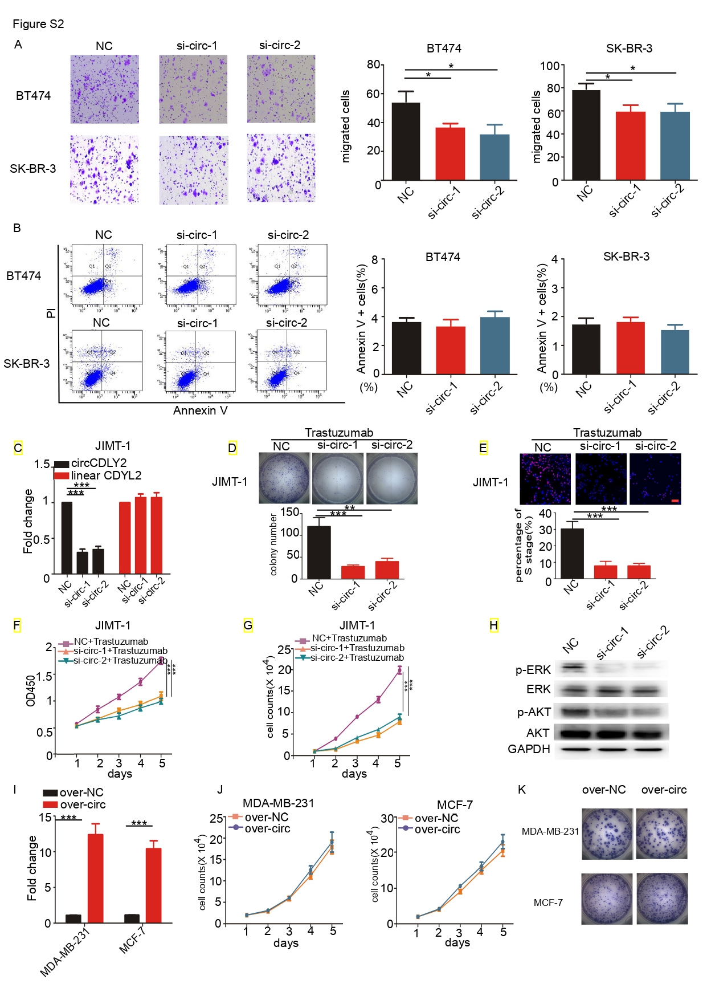 Figure S2
A
NC
si-circ-1
si-circ-2
BT474
SK-BR-3
BT474
80
60
40
20
0
migrated cells
*
*
NC
si-circ-1
si-circ-2
SK-BR-3
100
80
60
40
20
0
migrated cells
*
*
NC
si-circ-1
si-circ-2
B
NC
si-circ-1
si-circ-2
BT474
Q1
Q2
Q1
Q2
Q1
Q2
PI
NC
si-circ-1
si-circ-2
SK-BR-3
Q2
Q4
Annexin V
BT474
8
6
4
2
0
(%)
Annexin V + cells(%)
NC
si-circ-1
si-circ-2
SK-BR-3
4
3
2
1
0
(%)
Annexin V + cells(%)
NC
si-circ-1
si-circ-2
C
JIMT-1
circCDLY2
linear CDYL2
1.5
1
0.5
0
Fold change
***
***
NC
si-circ-1
si-circ-2
NC
si-circ-1
si-circ-2
D
Trastuzumab
NC
si-circ-1
si-circ-2
JIMT-1
150
100
50
0
colony number
**
***
NC
si-circ-1
si-circ-2
E
Trastuzumab
NC
si-circ-1
si-circ-2
JIMT-1
40
30
20
10
0
percentage of
S stage(%)
***
***
NC
si-circ-1
si-circ-2
F
JIMT-1
NC+Trastuzumab
si-circ-1+Trastuzumab
si-circ-2+Trastuzumab
2
1.5
1
0.5
0
OD450
***
***
1 2 3 4 5
days
G
JIMT-1
NC+Trastuzumab
si-circ-1+Trastuzumab
si-circ-2+Trastuzumab
25
20
15
10
5
0
cell counts(X 10⁴)
***
***
1 2 3 4 5
days
H
NC
si-circ-1
si-circ-2
p-ERK
ERK
p-AKT
AKT
GAPDH
I
over-NC
over-circ
15
10
5
0
Fold change
***
***
MDA-MB-231
MCF-7
J
MDA-MB-231
over-NC
over-circ
25
20
15
10
5
0
cell counts(X 10⁴)
1 2 3 4 5
days
MCF-7
over-NC
over-circ
30
20
10
0
cell counts(X 10⁴)
1 2 3 4 5
days
K
over-NC
over-circ
MDA-MB-231
MCF-7